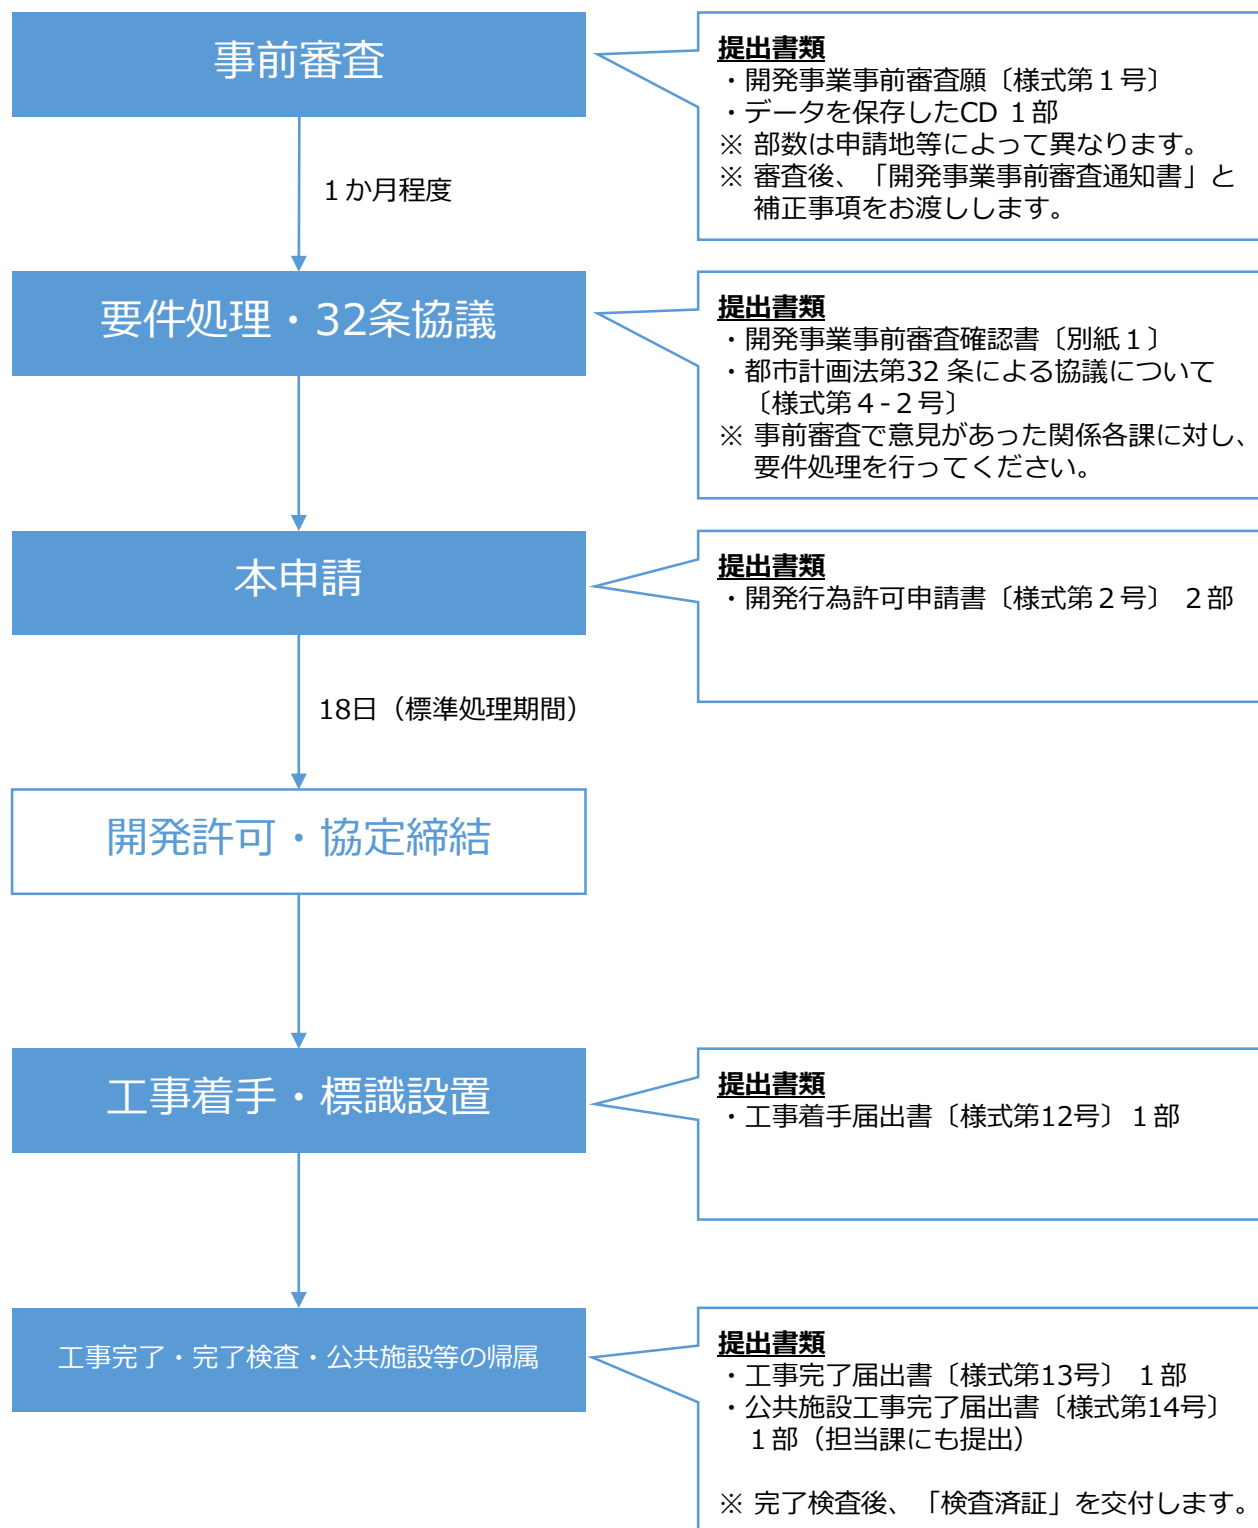 事前審査
提出書類
・開発事業事前審査願〔様式第１号〕
・データを保存したCD １部
※ 部数は申請地等によって異なります。
※ 審査後、「開発事業事前審査通知書」と
補正事項をお渡しします。
１か月程度
要件処理・32条協議
提出書類
・開発事業事前審査確認書〔別紙１〕
・都市計画法第32 条による協議について
〔様式第４-２号〕
※ 事前審査で意見があった関係各課に対し、
要件処理を行ってください。
本申請
提出書類
・開発行為許可申請書〔様式第２号〕 ２部
18日（標準処理期間）
開発許可・協定締結
工事着手・標識設置
提出書類
・工事着手届出書〔様式第12号〕１部
工事完了・完了検査・公共施設等の帰属
提出書類
・工事完了届出書〔様式第13号〕 １部
・公共施設工事完了届出書〔様式第14号〕
１部（担当課にも提出）
※ 完了検査後、「検査済証」を交付します。